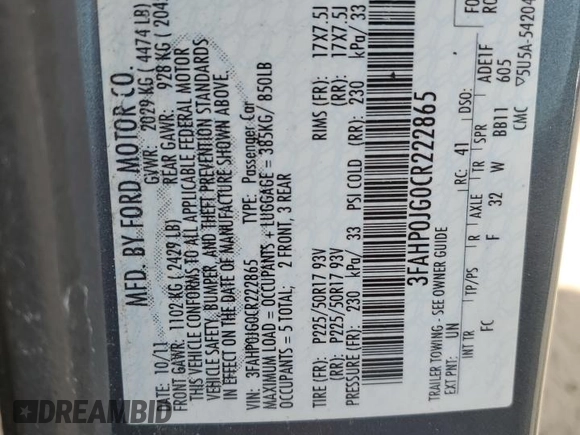 MFD. BY FORD MOTOR CO.
DATE: 10/11 GVWR: 2029 KG ( 4474 LB)
FRONT GAWR: 1102 KG ( 2429 LB) REAR GAWR: 928 KG ( 204
THIS VEHICLE CONFORMS TO ALL APPLICABLE FEDERAL MOTOR
VEHICLE SAFETY, BUMPER, AND THEFT PREVENTION STANDARDS
IN EFFECT ON THE DATE OF MANUFACTURE SHOWN ABOVE.
VIN: 3FAHP0JG0CR222865 TYPE: Passenger Car
MAXIMUM LOAD = OCCUPANTS + LUGGAGE = 385KG/ 850LB
OCCUPANTS = 5 TOTAL; 2 FRONT, 3 REAR
TIRE (FR): P225/50R17 93V RIMS (FR): 17X7.5J
TIRE (RR): P225/50R17 93V (RR): 17X7.5J
PRESSURE (FR): 230 kPa/ 33 PSI COLD (RR): 230 kPa/ 33
3FAHP0JG0CR222865
TRAILER TOWING - SEE OWNER GUIDE
EXT PNT: UN RC: 41 DSO:
INT TR TP/PS R AXLE TR SPR ADE1F
FC F 32 W BB11 605
CMC ▽5U5A-54204
DREAMBID